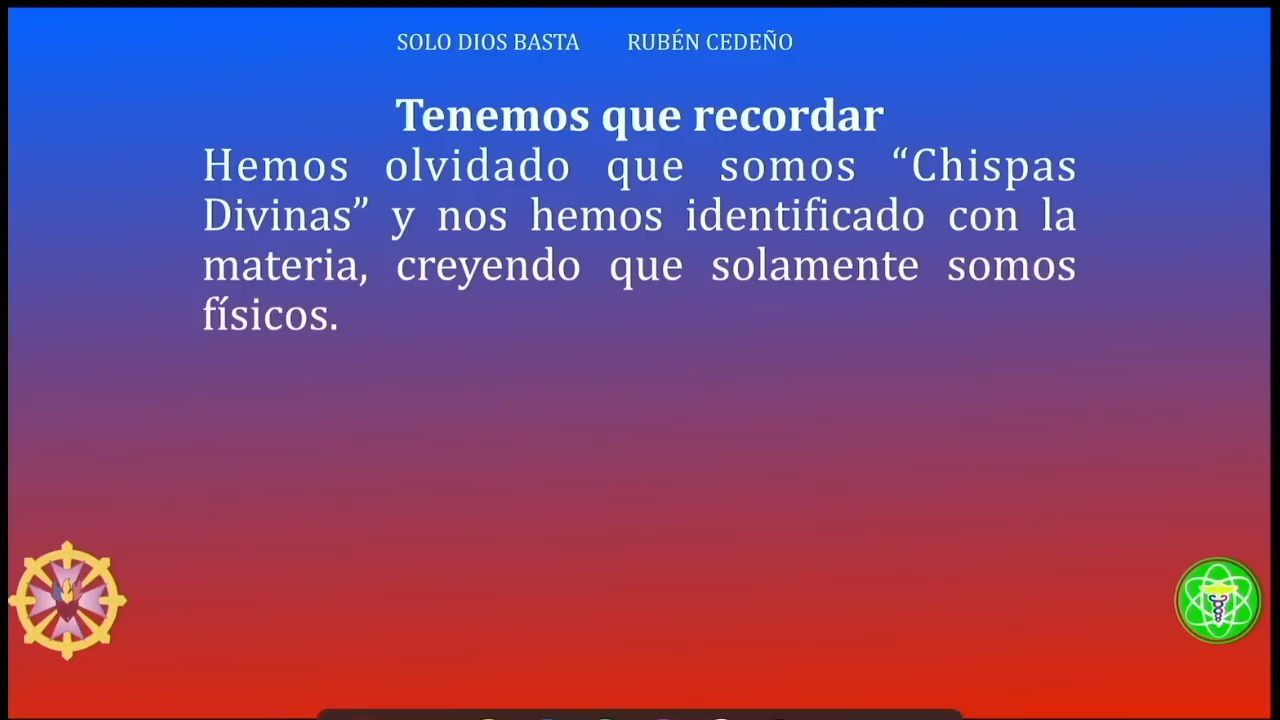 SOLO DIOS BASTA RUBÉN CEDEÑO
Tenemos que recordar
Hemos olvidado que somos “Chispas
Divinas” y nos hemos identificado con la
materia, creyendo que solamente somos
físicos.